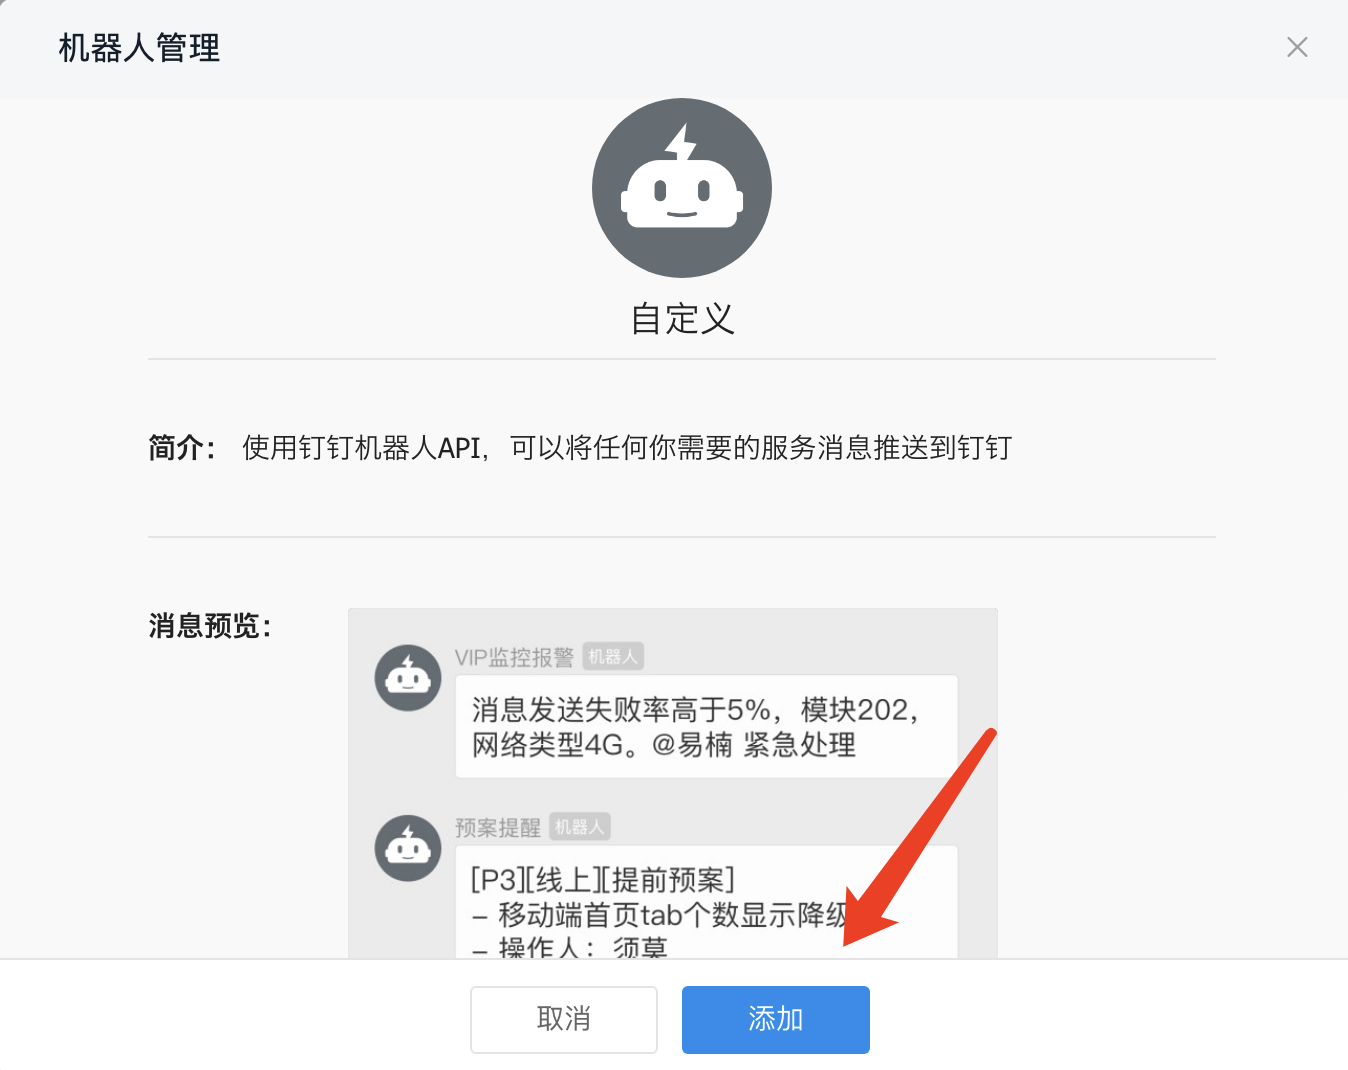 机器人管理
自定义
简介： 使用钉钉机器人API，可以将任何你需要的服务消息推送到钉钉
消息预览：
VIP监控报警 机器人
消息发送失败率高于5%，模块202，
网络类型4G。@易楠 紧急处理
预案提醒 机器人
[P3][线上][提前预案]
– 移动端首页tab个数显示降级
– 操作人：须莫
取消
添加